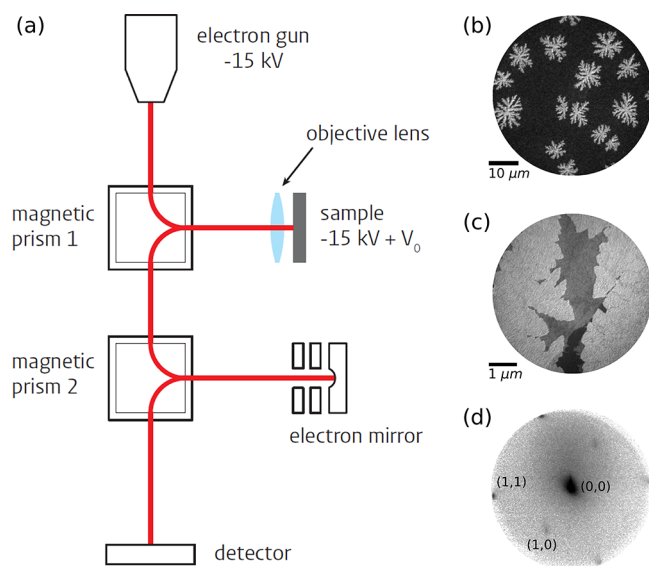 (a)
electron gun
-15 kV
objective lens
magnetic
prism 1
sample
-15 kV + V₀
magnetic
prism 2
electron mirror
detector
(b)
10 μm
(c)
1 μm
(d)
(1,1)
(0,0)
(1,0)